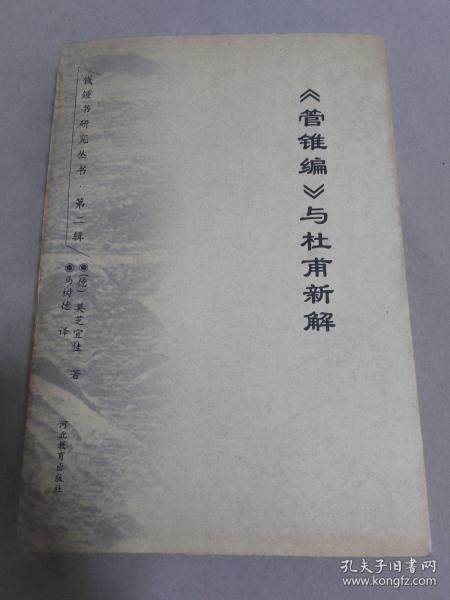 《管锥编》与杜甫新解
钱锺书研究丛书·第二辑
(德) 莫芝宜佳 著
马树德 译
河北教育出版社
孔夫子旧书网
www.kongfz.com